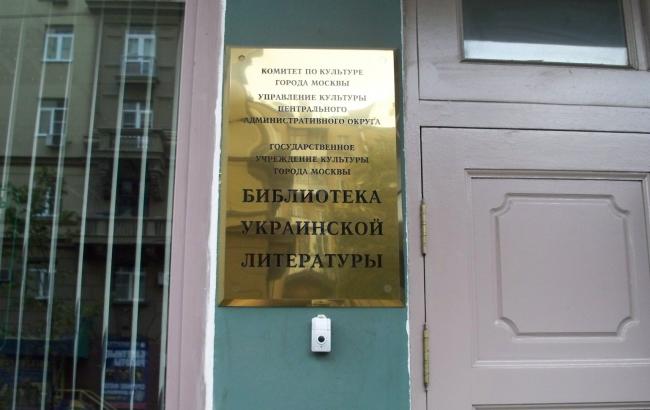 КОМИТЕТ ПО КУЛЬТУРЕ
ГОРОДА МОСКВЫ
УПРАВЛЕНИЕ КУЛЬТУРЫ
ЦЕНТРАЛЬНОГО
АДМИНИСТРАТИВНОГО ОКРУГА
ГОСУДАРСТВЕННОЕ
УЧРЕЖДЕНИЕ КУЛЬТУРЫ
ГОРОДА МОСКВЫ
БИБЛИОТЕКА
УКРАИНСКОЙ
ЛИТЕРАТУРЫ